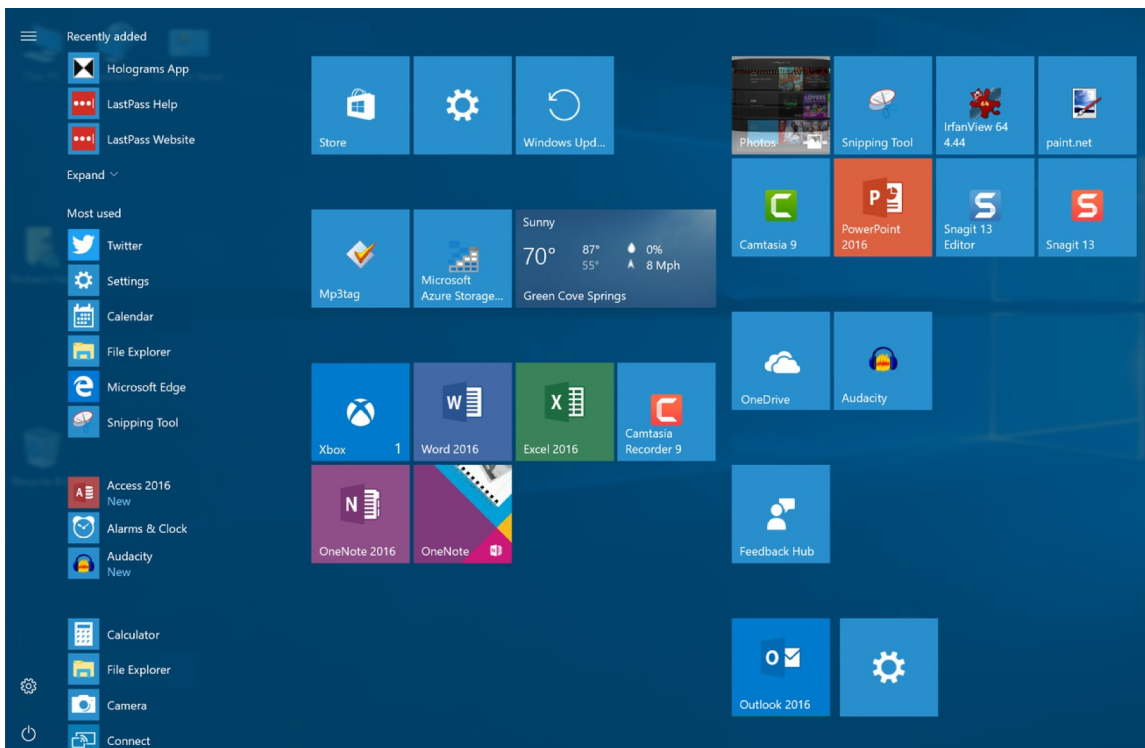 Recently added
Holograms App
LastPass Help
LastPass Website
Expand
Most used
Twitter
Settings
Calendar
File Explorer
Microsoft Edge
Snipping Tool
Access 2016
New
Alarms & Clock
Audacity
New
Calculator
File Explorer
Camera
Connect
Store
Windows Upd...
Mp3tag
Microsoft
Azure Storage...
Sunny
70° 87° 0%
55° 8 Mph
Green Cove Springs
Xbox 1
Word 2016
Excel 2016
Camtasia
Recorder 9
OneNote 2016
OneNote
Photos
Snipping Tool
IrfanView 64
4.44
paint.net
Camtasia 9
PowerPoint
2016
Snagit 13
Editor
Snagit 13
OneDrive
Audacity
Feedback Hub
Outlook 2016